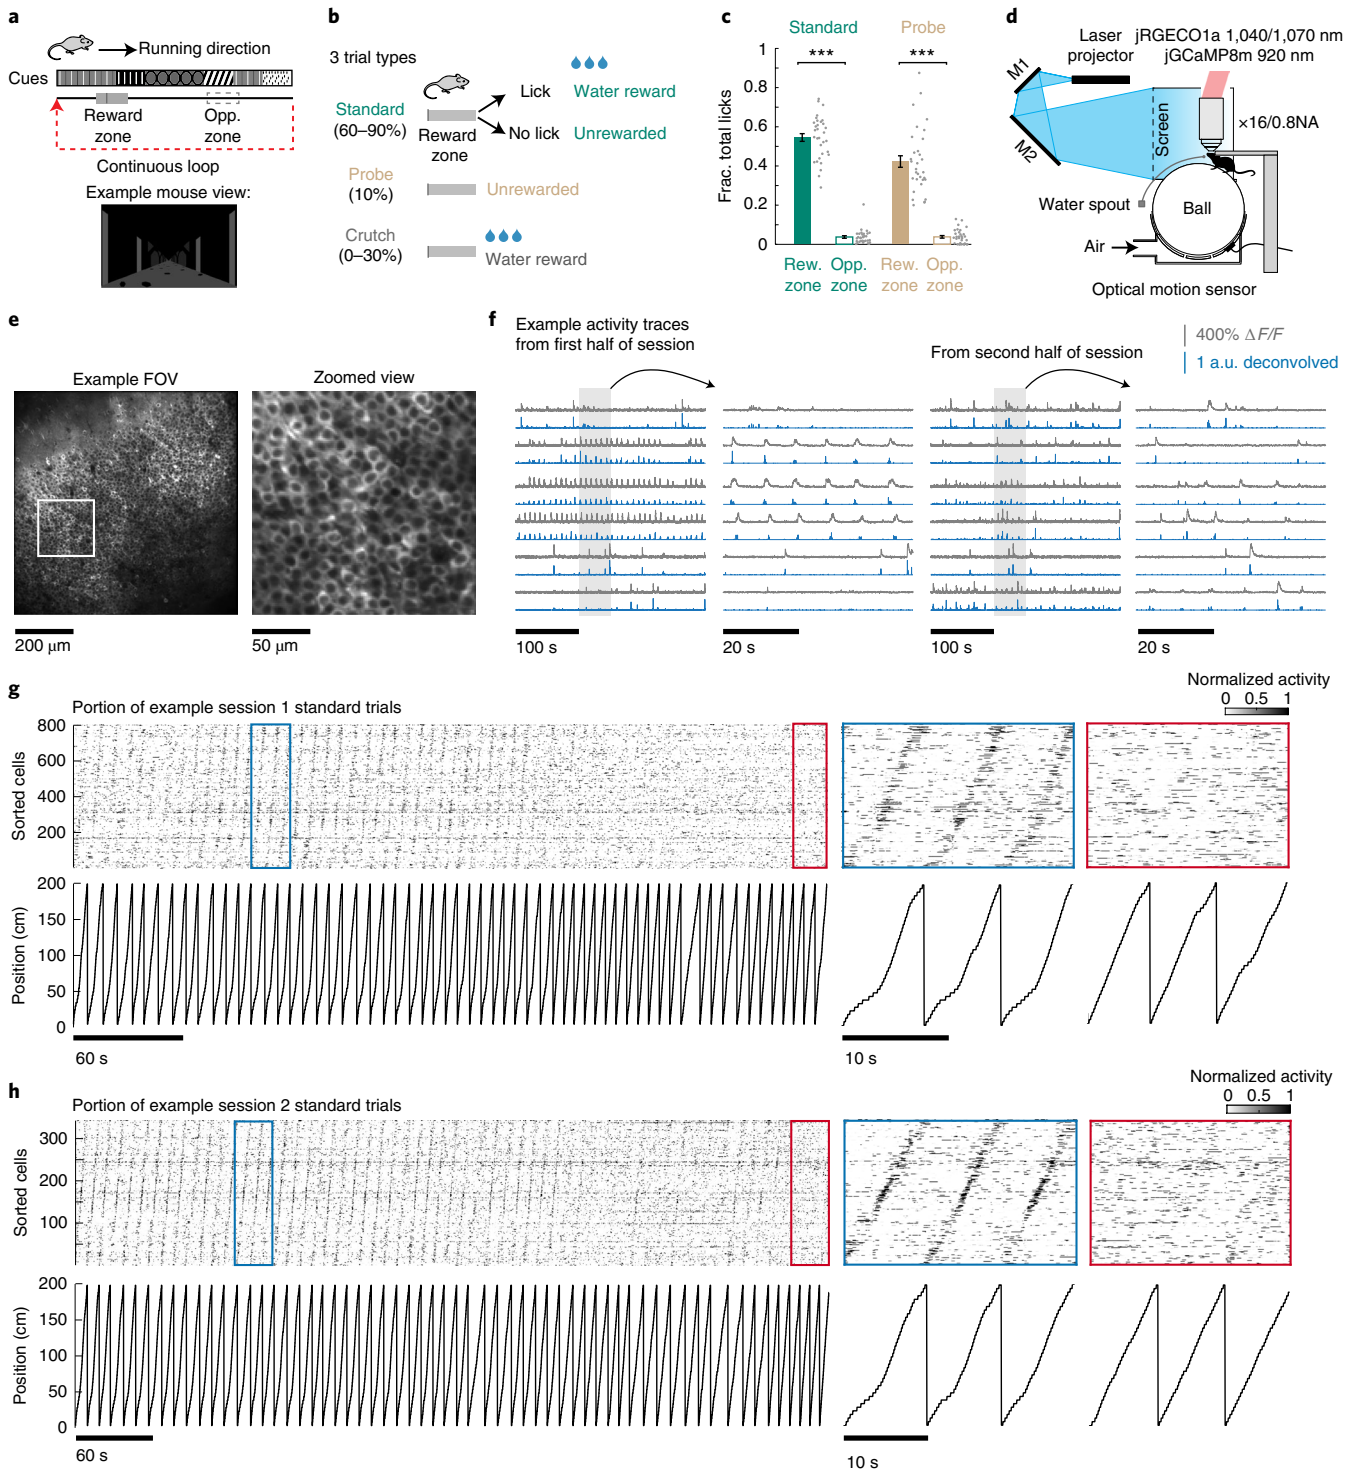 a
Running direction
Cues
Reward
zone
Opp.
zone
Continuous loop
Example mouse view:
b
3 trial types
Standard
(60–90%)
Reward
zone
Lick
Water reward
No lick
Unrewarded
Probe
(10%)
Unrewarded
Crutch
(0–30%)
Water reward
c
Standard
Probe
***
***
Frac. total licks
1
0.8
0.6
0.4
0.2
0
Rew.
zone
Opp.
zone
Rew.
zone
Opp.
zone
d
Laser
projector
jRGECO1a 1,040/1,070 nm
jGCaMP8m 920 nm
M1
M2
Screen
×16/0.8NA
Water spout
Ball
Air
Optical motion sensor
e
Example FOV
Zoomed view
200 μm
50 μm
f
Example activity traces
from first half of session
From second half of session
400% ΔF/F
1 a.u. deconvolved
100 s
20 s
100 s
20 s
g
Portion of example session 1 standard trials
Normalized activity
0 0.5 1
Sorted cells
800
600
400
200
Position (cm)
200
150
100
50
0
60 s
10 s
h
Portion of example session 2 standard trials
Normalized activity
0 0.5 1
Sorted cells
300
200
100
Position (cm)
200
150
100
50
0
60 s
10 s